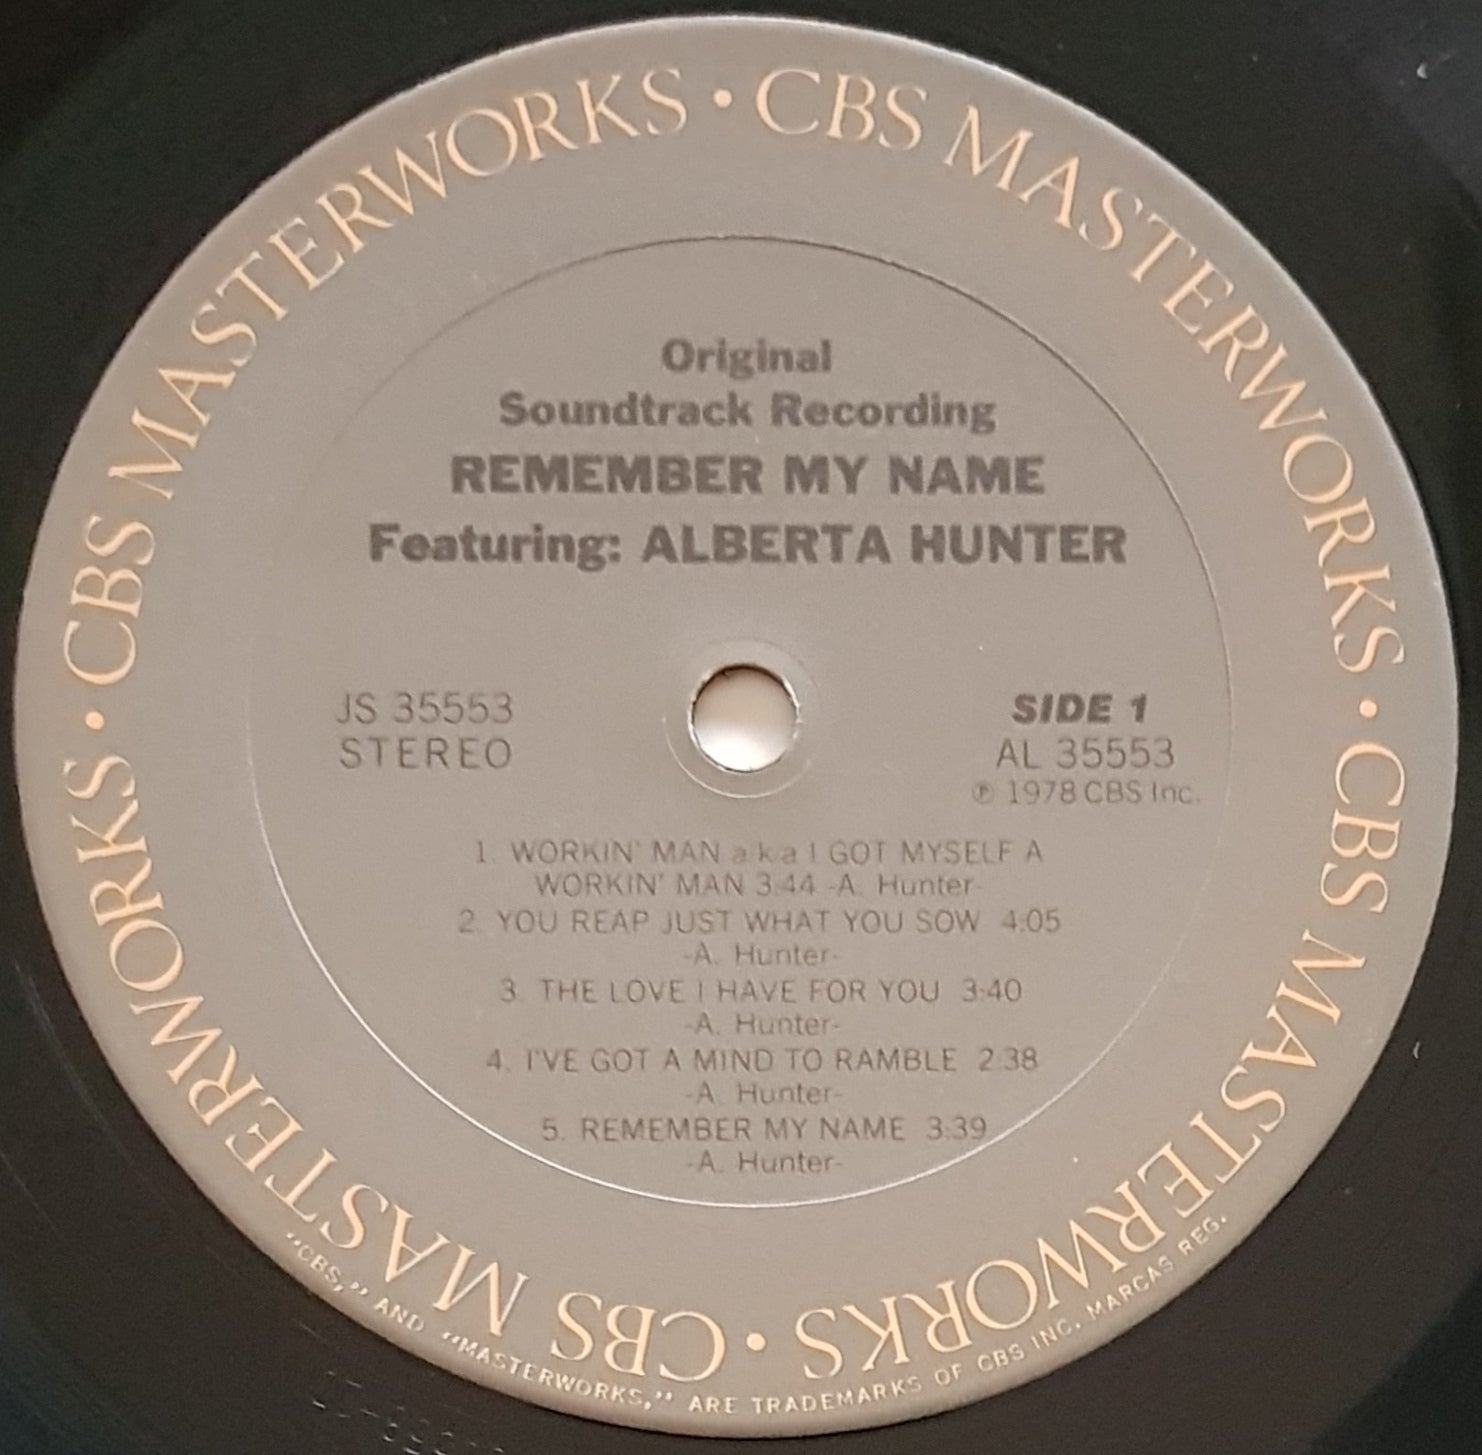 CBS MASTERWORKS · CBS MASTERWORKS · CBS MASTERWORKS · CBS MASTERWORKS ·
Original
Soundtrack Recording
REMEMBER MY NAME
Featuring: ALBERTA HUNTER
JS 35553
STEREO
SIDE 1
AL 35553
℗ 1978 CBS Inc.
1. WORKIN' MAN a/k/a I GOT MYSELF A
WORKIN' MAN 3:44 -A. Hunter-
2. YOU REAP JUST WHAT YOU SOW 4:05
-A. Hunter-
3. THE LOVE I HAVE FOR YOU 3:40
-A. Hunter-
4. I'VE GOT A MIND TO RAMBLE 2:38
-A. Hunter-
5. REMEMBER MY NAME 3:39
-A. Hunter-
"CBS," AND "MASTERWORKS," ARE TRADEMARKS OF CBS INC. MARCAS REG.